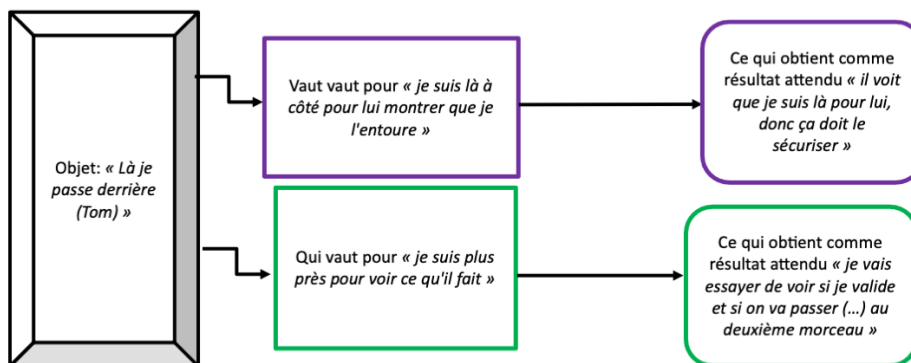 Objet: « Là je
passe derrière
(Tom) »
Vaut vaut pour « je suis là à
côté pour lui montrer que je
l'entoure »
Ce qui obtient comme
résultat attendu « il voit
que je suis là pour lui,
donc ça doit le
sécuriser »
Qui vaut pour « je suis plus
près pour voir ce qu'il fait »
Ce qui obtient comme
résultat attendu « je vais
essayer de voir si je valide
et si on va passer (...) au
deuxième morceau »